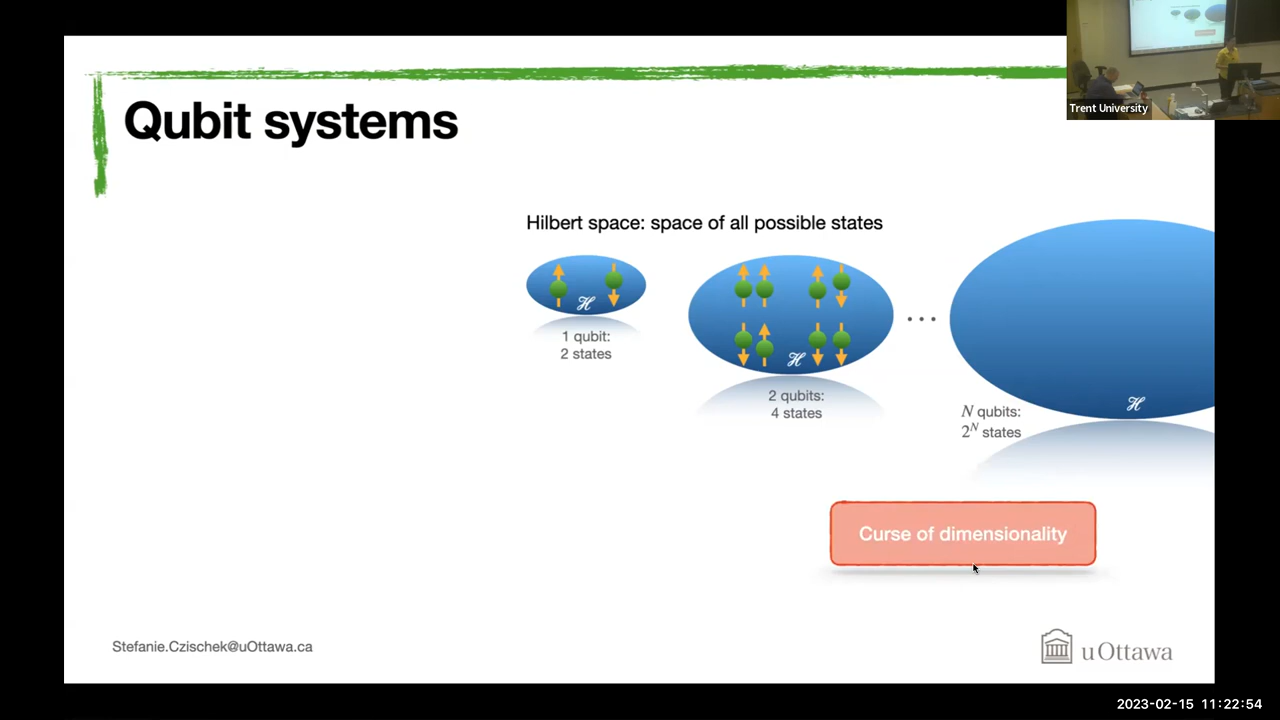 Trent University
Qubit systems
Hilbert space: space of all possible states
ℋ
1 qubit:
2 states
ℋ
2 qubits:
4 states
...
ℋ
N qubits:
2^N states
Curse of dimensionality
Stefanie.Czischek@uOttawa.ca
uOttawa
2023-02-15 11:22:54